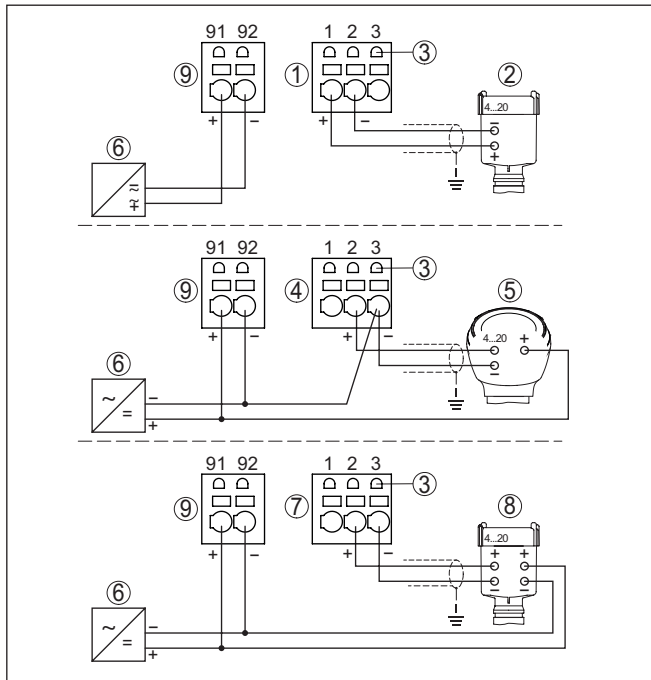 91 92 1 2 3 ③
⑨ ① ②
4...20
+ − + −
−
+
⑥
91 92 1 2 3 ③
⑨ ④ ⑤
4...20 +
+ − + −
−
⑥
~ −
= +
91 92 1 2 3 ③
⑨ ⑦ ⑧
4...20
+ − + −
+ +
− −
⑥
~ −
= +